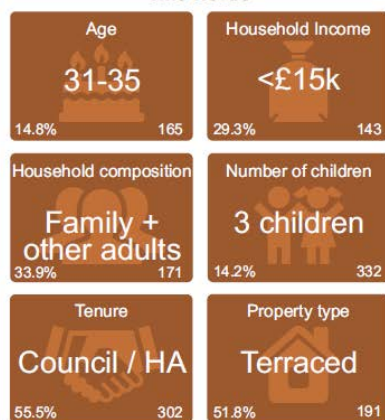 Age
31-35
14.8% 165
Household Income
<£15k
29.3% 143
Household composition
Family +
other adults
33.9% 171
Number of children
3 children
14.2% 332
Tenure
Council / HA
55.5% 302
Property type
Terraced
51.8% 191